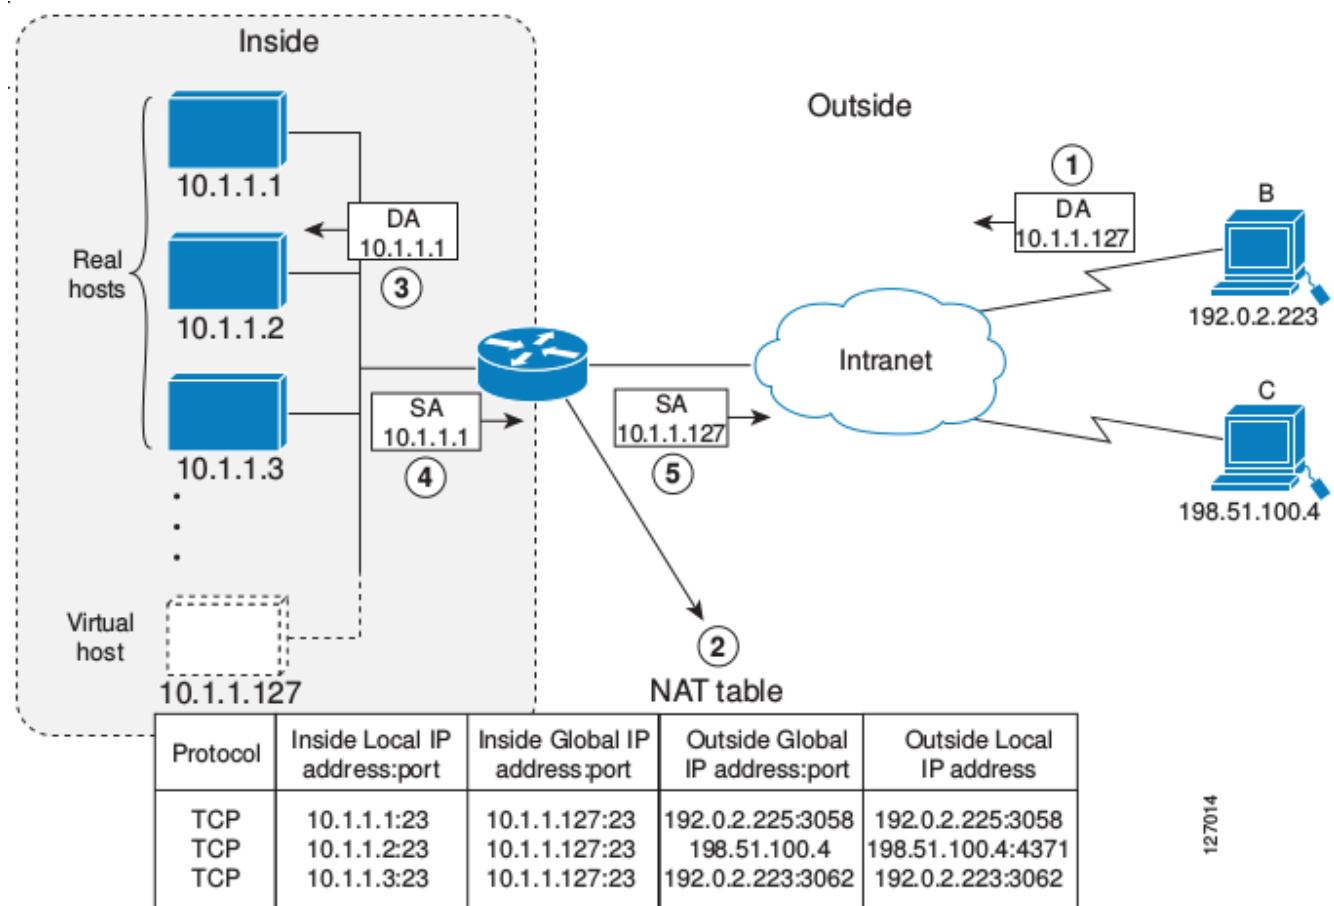 Inside
Outside
10.1.1.1
DA
10.1.1.1
3
Real
hosts
10.1.1.2
10.1.1.3
SA
10.1.1.1
4
Virtual
host
10.1.1.127
1
DA
10.1.1.127
B
192.0.2.223
Intranet
SA
10.1.1.127
5
C
198.51.100.4
2
NAT table
Protocol
Inside Local IP
address:port
Inside Global IP
address:port
Outside Global
IP address:port
Outside Local
IP address
TCP 10.1.1.1:23 10.1.1.127:23 192.0.2.225:3058 192.0.2.225:3058
TCP 10.1.1.2:23 10.1.1.127:23 198.51.100.4 198.51.100.4:4371
TCP 10.1.1.3:23 10.1.1.127:23 192.0.2.223:3062 192.0.2.223:3062
127014